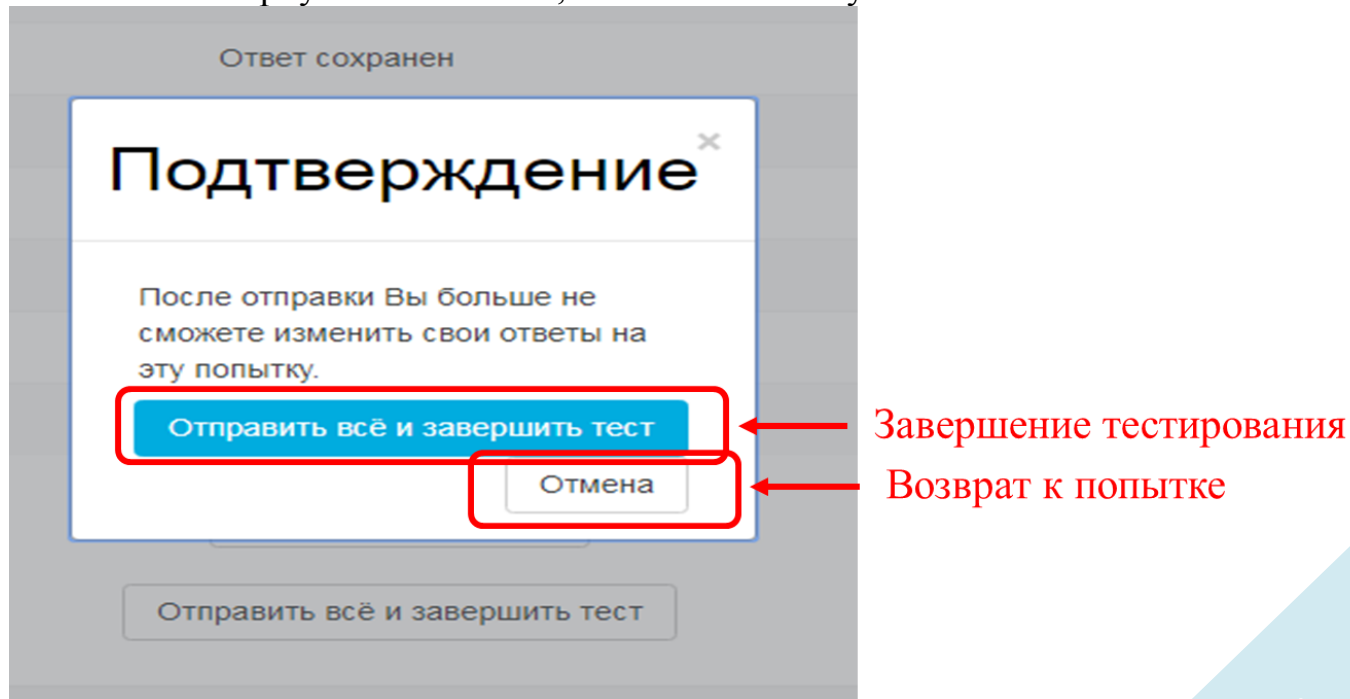 Ответ сохранен
Подтверждение
×
После отправки Вы больше не
сможете изменить свои ответы на
эту попытку.
Отправить всё и завершить тест
Завершение тестирования
Отмена
Возврат к попытке
Отправить всё и завершить тест